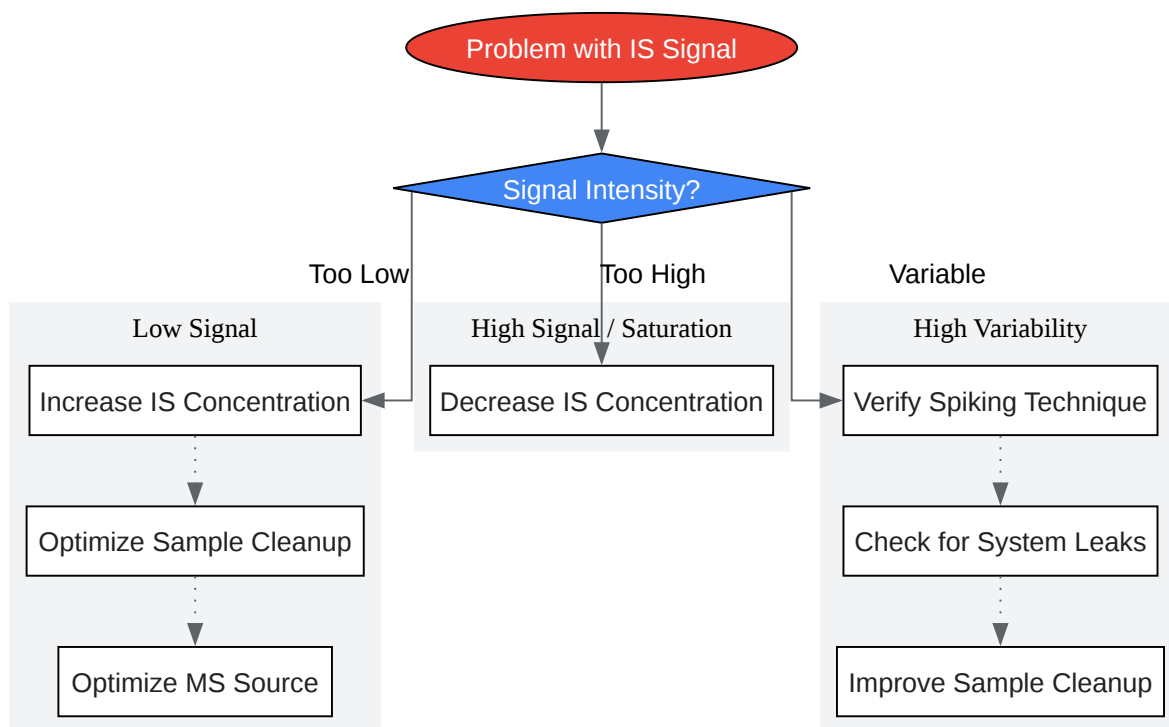 Problem with IS Signal
Signal Intensity?
Too Low
Too High
Variable
Low Signal
High Signal / Saturation
High Variability
Increase IS Concentration
Decrease IS Concentration
Verify Spiking Technique
Optimize Sample Cleanup
Check for System Leaks
Optimize MS Source
Improve Sample Cleanup